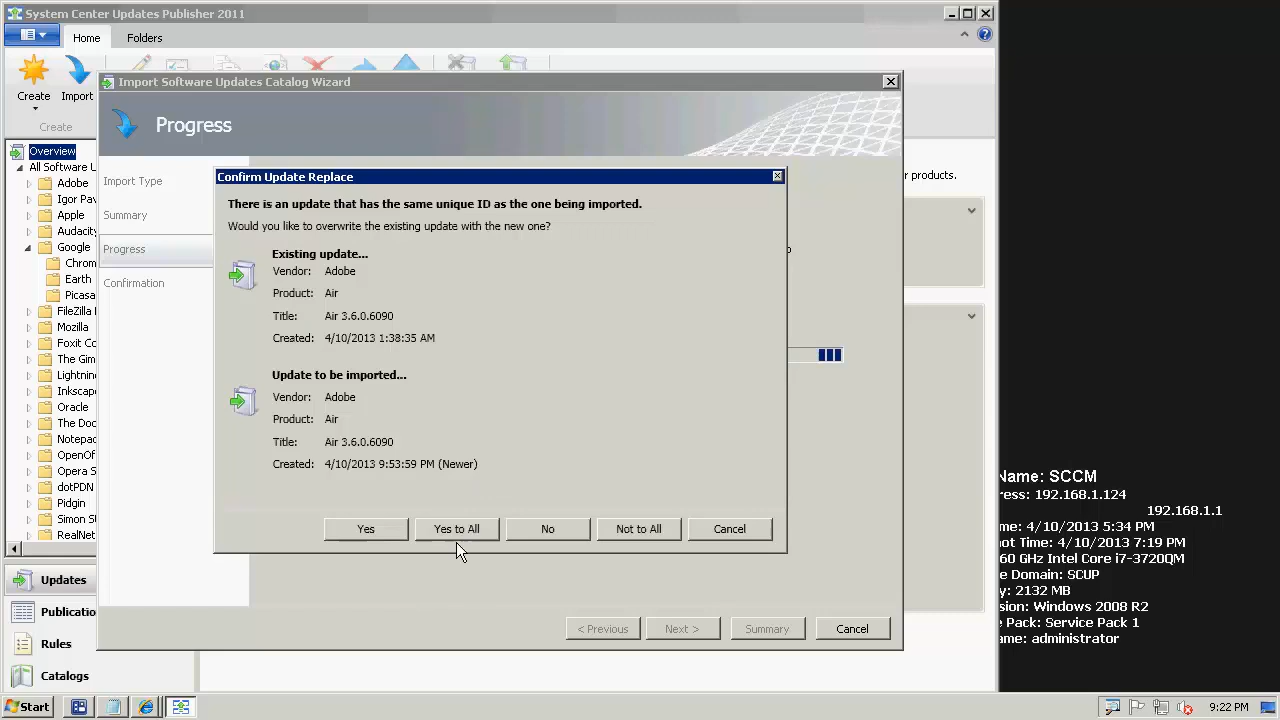 System Center Updates Publisher 2011
Home
Folders
Create
Import
Create
Import Software Updates Catalog Wizard
Progress
Overview
All Software
Adobe
Igor Pav
Apple
Audacity
Google
Chrom
Earth
Picasa
FileZilla
Mozilla
Foxit C
The Gim
Lightnin
Inkscap
Oracle
The Doc
Notepa
OpenOf
Opera S
dotPDN
Pidgin
Simon S
RealNet
Import Type
Summary
Progress
Confirmation
r products.
Confirm Update Replace
There is an update that has the same unique ID as the one being imported.
Would you like to overwrite the existing update with the new one?
Existing update...
Vendor: Adobe
Product: Air
Title: Air 3.6.0.6090
Created: 4/10/2013 1:38:35 AM
Update to be imported...
Vendor: Adobe
Product: Air
Title: Air 3.6.0.6090
Created: 4/10/2013 9:53:59 PM (Newer)
Yes
Yes to All
No
Not to All
Cancel
< Previous
Next >
Summary
Cancel
Updates
Publicatio
Rules
Catalogs
Name: SCCM
ress: 192.168.1.124
192.168.1.1
me: 4/10/2013 5:34 PM
ot Time: 4/10/2013 7:19 PM
60 GHz Intel Core i7-3720QM
e Domain: SCUP
y: 2132 MB
sion: Windows 2008 R2
e Pack: Service Pack 1
ame: administrator
Start
9:22 PM